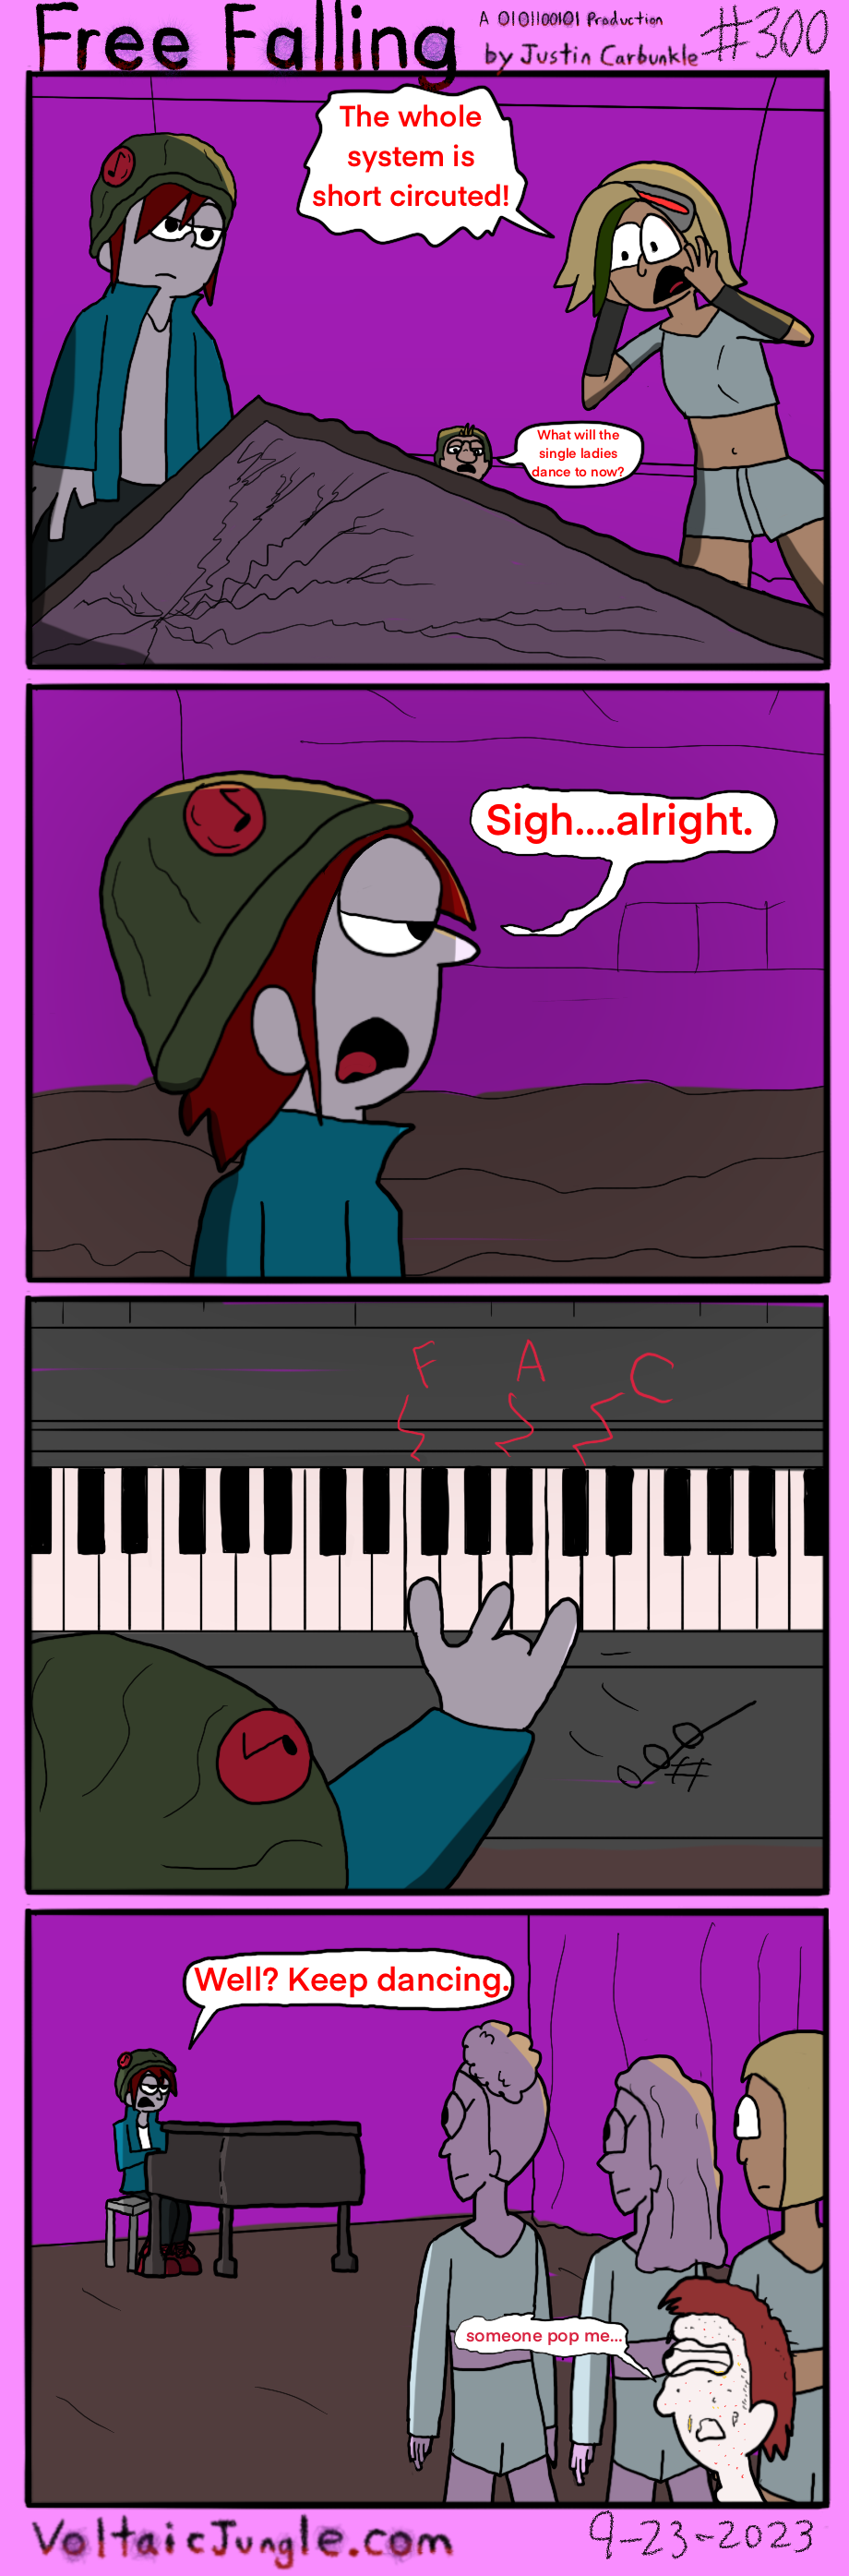 Free Falling
A 0101100101 Production
by Justin Carbunkle
#300
The whole
system is
short circuted!
What will the
single ladies
dance to now?
Sigh....alright.
F A C
#
Well? Keep dancing.
someone pop me...
VoltaicJungle.com
9-23-2023